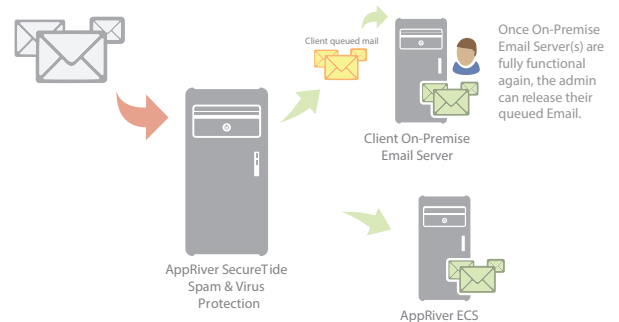 Client queued mail
Once On-Premise
Email Server(s) are
fully functional
again, the admin
can release their
queued Email.
Client On-Premise
Email Server
AppRiver SecureTide
Spam & Virus
Protection
AppRiver ECS